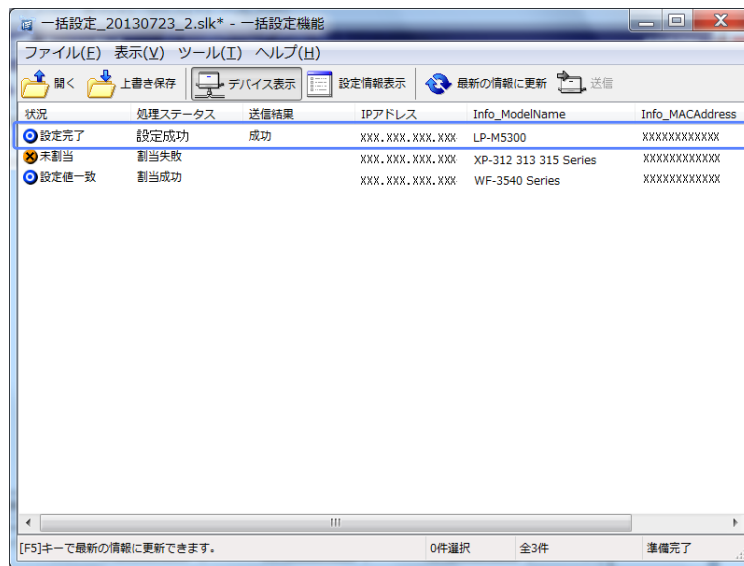 一括設定_20130723_2.slk* - 一括設定機能
ファイル(F) 表示(V) ツール(T) ヘルプ(H)
開く 上書き保存 デバイス表示 設定情報表示 最新の情報に更新 送信
状況 処理ステータス 送信結果 IPアドレス Info_ModelName Info_MACAddress
設定完了 設定成功 成功 XXX.XXX.XXX.XXX LP-M5300 XXXXXXXXXXXX
未割当 割当失敗 XXX.XXX.XXX.XXX XP-312 313 315 Series XXXXXXXXXXXX
設定値一致 割当成功 XXX.XXX.XXX.XXX WF-3540 Series XXXXXXXXXXXX
[F5]キーで最新の情報に更新できます。 0件選択 全3件 準備完了